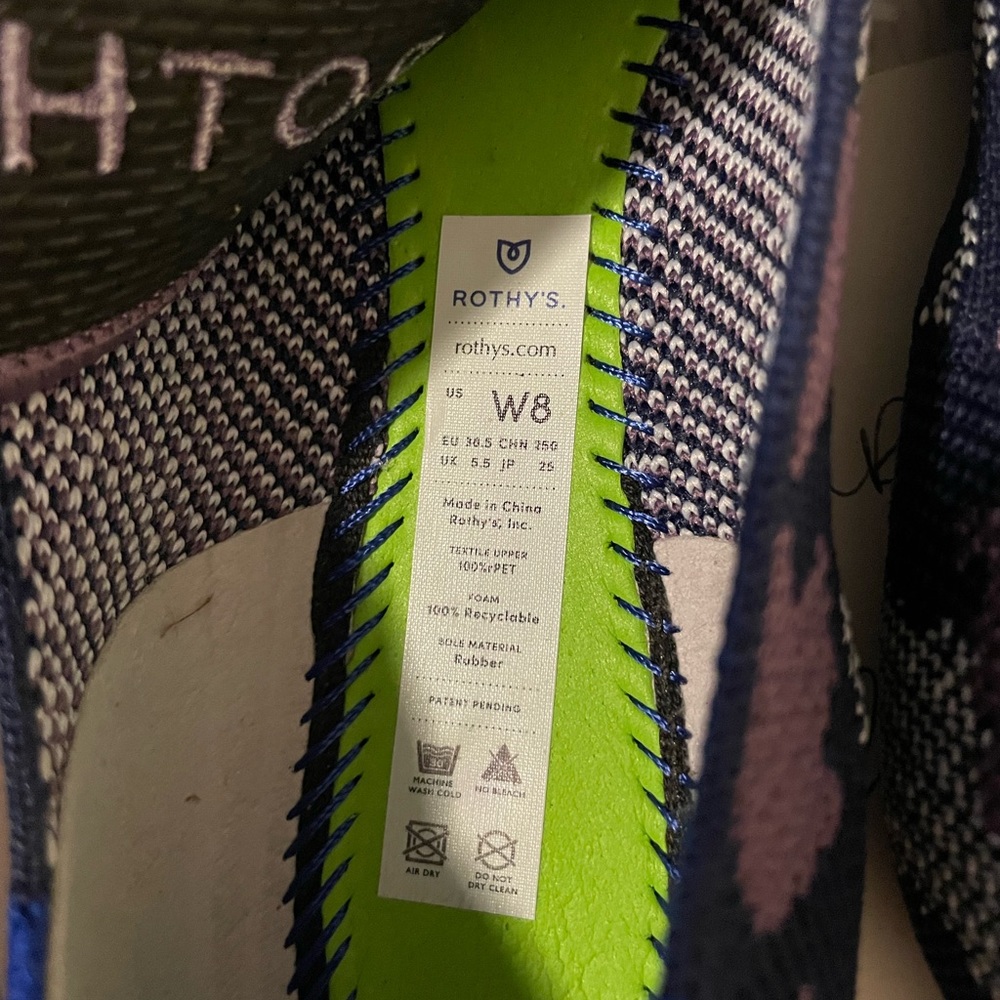 HTO
ROTHY'S.
rothys.com
US W8
EU 38.5 CHN 250
UK 5.5 JP 25
Made in China
Rothy's, Inc.
TEXTILE UPPER
100%rPET
FOAM
100% Recyclable
SOLE MATERIAL
Rubber
PATENT PENDING
30°
MACHINE
WASH COLD
NO BLEACH
AIR DRY
DO NOT
DRY CLEAN